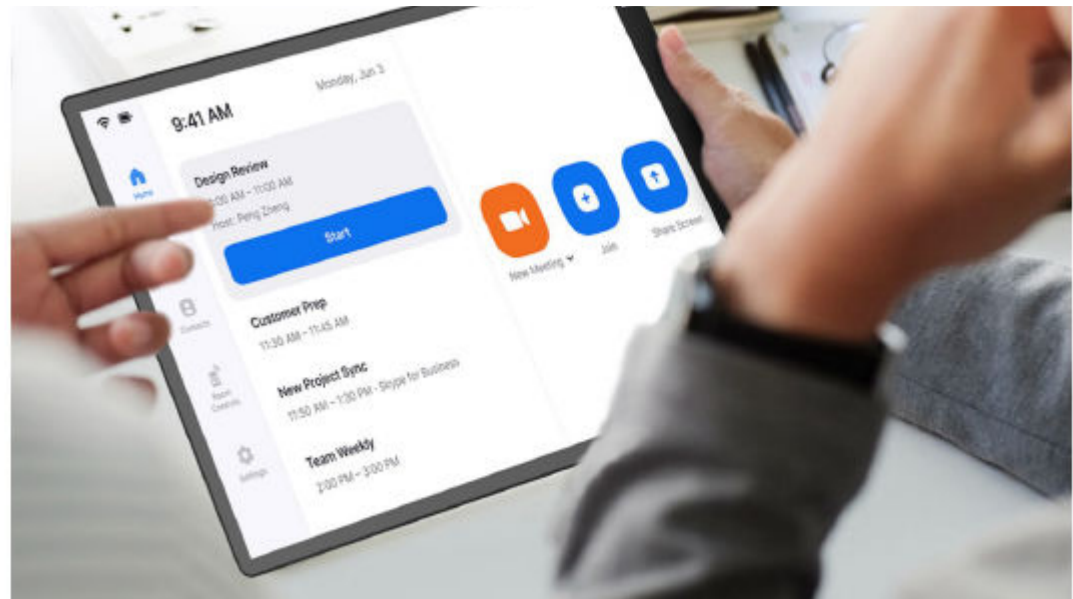 Monday, Jun 3
9:41 AM
Home
Design Review
:00 AM – 11:00 AM
Host: Peng Zheng
Start
Contacts
Customer Prep
11:30 AM – 11:45 AM
Room
Controls
New Project Sync
11:50 AM – 1:30 PM - Skype for Business
Settings
Team Weekly
2:00 PM – 3:00 PM
New Meeting
Join
Share Screen